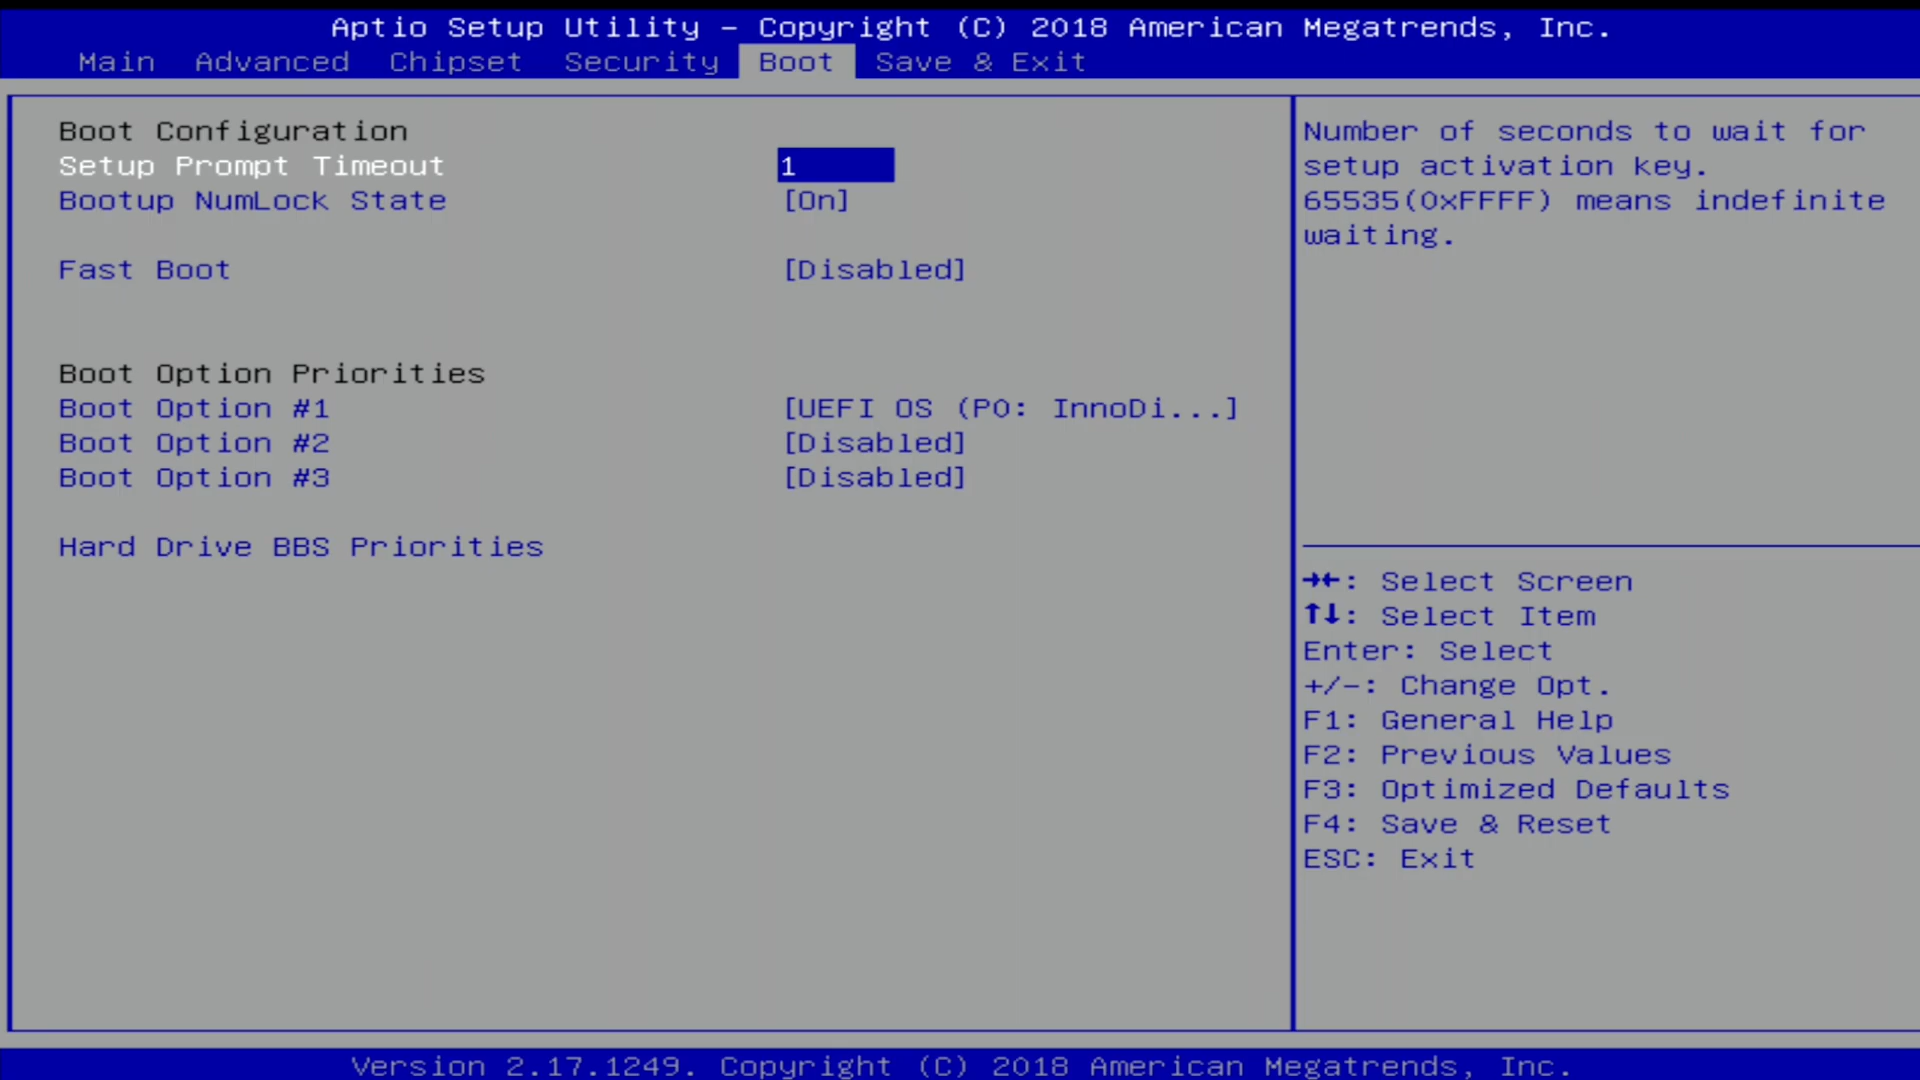 Aptio Setup Utility – Copyright (C) 2018 American Megatrends, Inc.
Main Advanced Chipset Security Boot Save & Exit
Boot Configuration
Setup Prompt Timeout 1
Bootup NumLock State [On]
Fast Boot [Disabled]
Boot Option Priorities
Boot Option #1 [UEFI OS (P0: InnoDi...]
Boot Option #2 [Disabled]
Boot Option #3 [Disabled]
Hard Drive BBS Priorities
Number of seconds to wait for
setup activation key.
65535(0xFFFF) means indefinite
waiting.
→←: Select Screen
↑↓: Select Item
Enter: Select
+/-: Change Opt.
F1: General Help
F2: Previous Values
F3: Optimized Defaults
F4: Save & Reset
ESC: Exit
Version 2.17.1249. Copyright (C) 2018 American Megatrends, Inc.